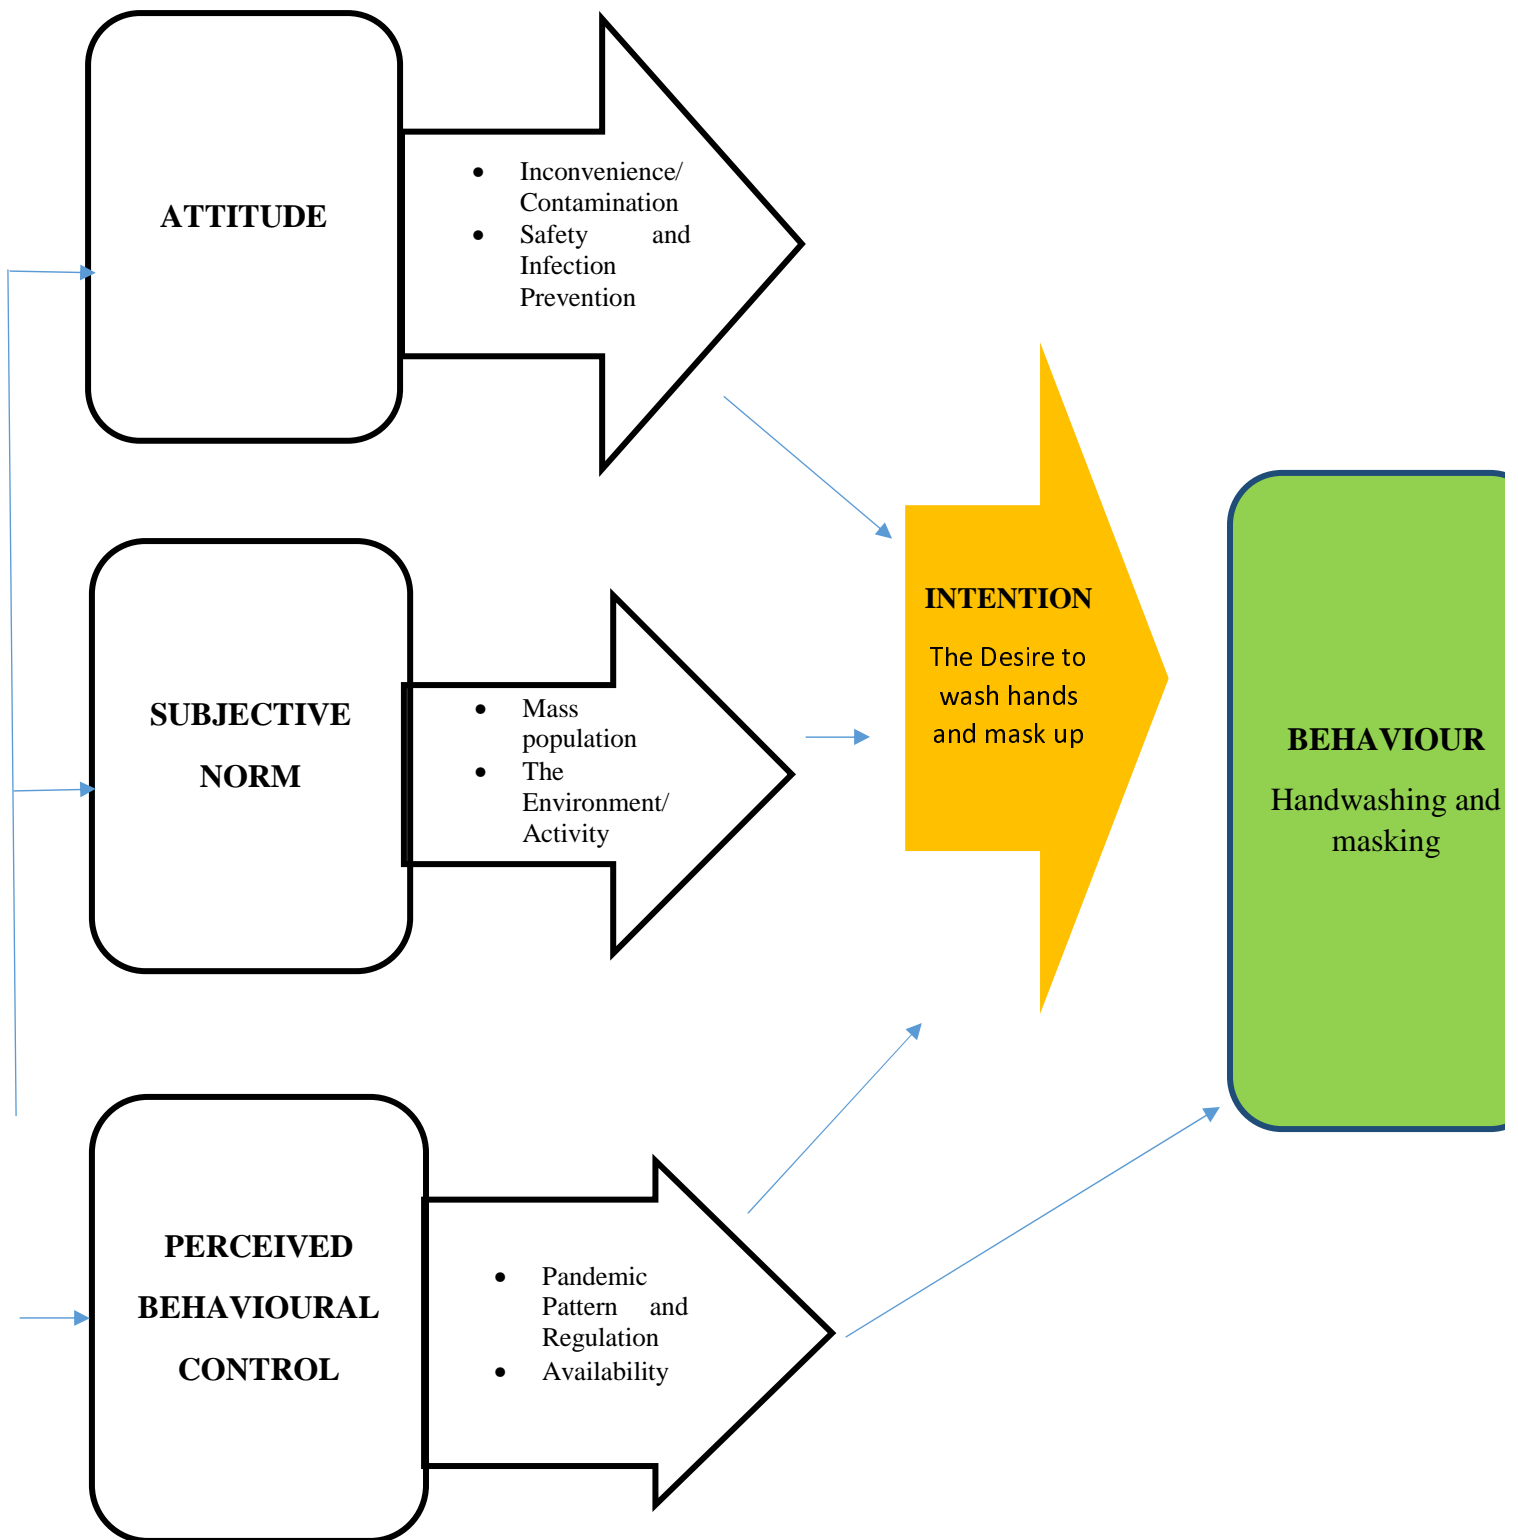 ATTITUDE
• Inconvenience/
Contamination
• Safety and
Infection
Prevention
SUBJECTIVE
NORM
• Mass
population
• The
Environment/
Activity
PERCEIVED
BEHAVIOURAL
CONTROL
• Pandemic
Pattern and
Regulation
• Availability
INTENTION
The Desire to
wash hands
and mask up
BEHAVIOUR
Handwashing and
masking